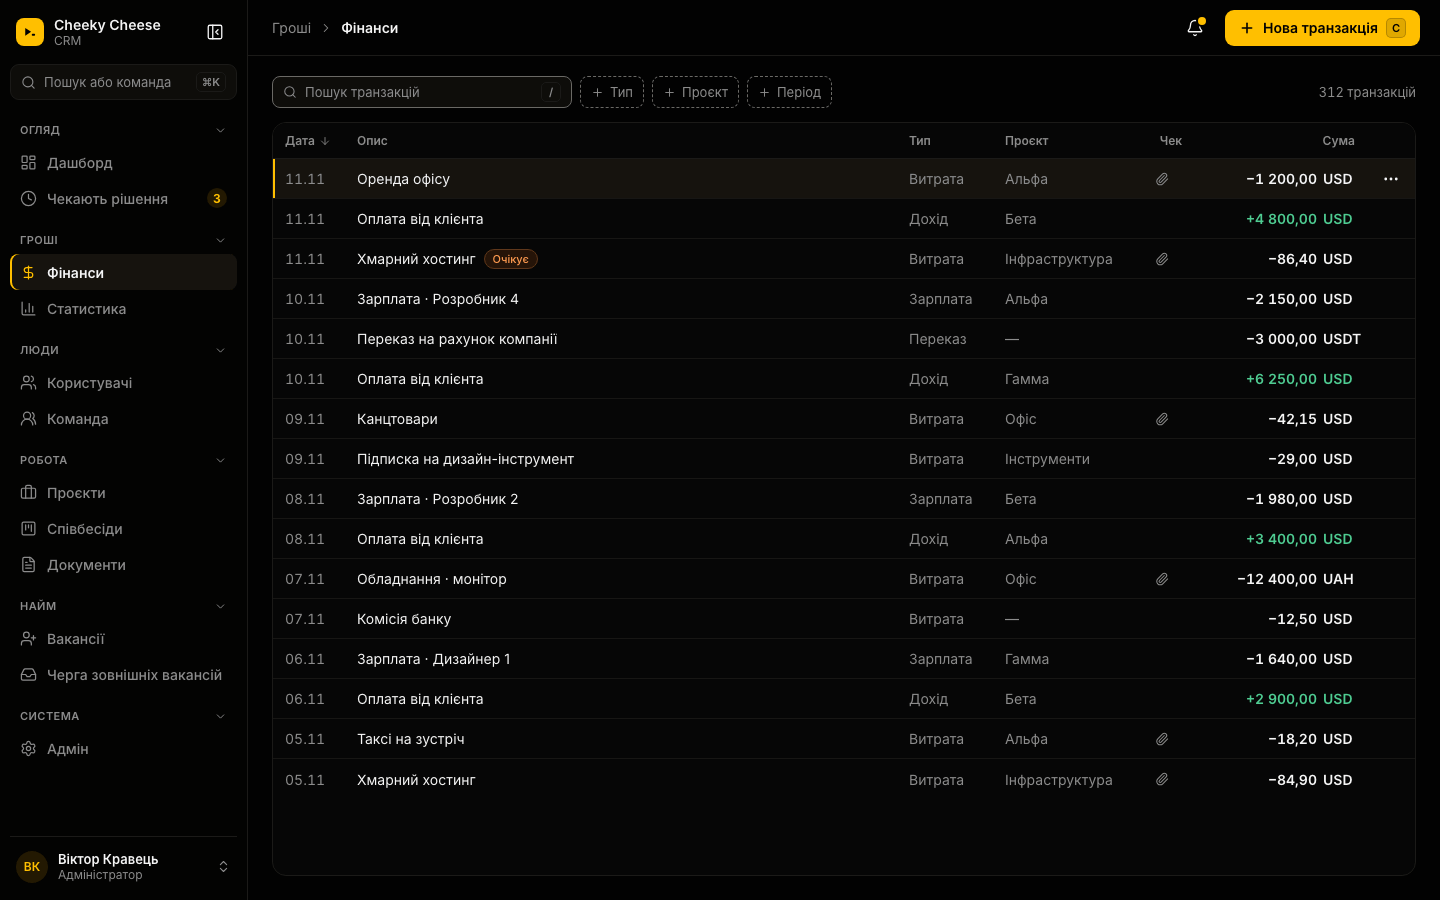 Cheeky Cheese
CRM
Пошук або команда ⌘K
ОГЛЯД
Дашборд
Чекають рішення 3
ГРОШІ
Фінанси
Статистика
ЛЮДИ
Користувачі
Команда
РОБОТА
Проєкти
Співбесіди
Документи
НАЙМ
Вакансії
Черга зовнішніх вакансій
СИСТЕМА
Адмін
ВК
Віктор Кравець
Адміністратор
Гроші > Фінанси
+ Нова транзакція C
Пошук транзакцій /
+ Тип
+ Проєкт
+ Період
312 транзакцій
Дата ↓ Опис Тип Проєкт Чек Сума
11.11 Оренда офісу Витрата Альфа −1 200,00 USD
11.11 Оплата від клієнта Дохід Бета +4 800,00 USD
11.11 Хмарний хостинг Очікує Витрата Інфраструктура −86,40 USD
10.11 Зарплата · Розробник 4 Зарплата Альфа −2 150,00 USD
10.11 Переказ на рахунок компанії Переказ — −3 000,00 USDT
10.11 Оплата від клієнта Дохід Гамма +6 250,00 USD
09.11 Канцтовари Витрата Офіс −42,15 USD
09.11 Підписка на дизайн-інструмент Витрата Інструменти −29,00 USD
08.11 Зарплата · Розробник 2 Зарплата Бета −1 980,00 USD
08.11 Оплата від клієнта Дохід Альфа +3 400,00 USD
07.11 Обладнання · монітор Витрата Офіс −12 400,00 UAH
07.11 Комісія банку Витрата — −12,50 USD
06.11 Зарплата · Дизайнер 1 Зарплата Гамма −1 640,00 USD
06.11 Оплата від клієнта Дохід Бета +2 900,00 USD
05.11 Таксі на зустріч Витрата Альфа −18,20 USD
05.11 Хмарний хостинг Витрата Інфраструктура −84,90 USD